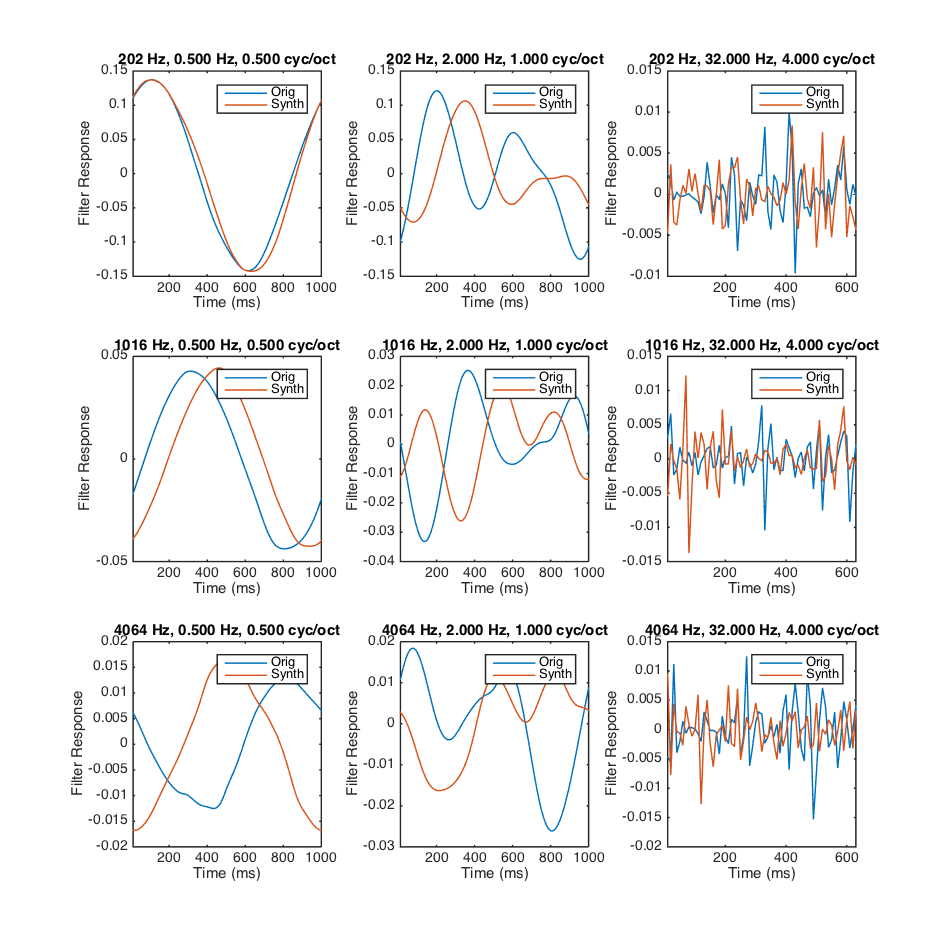 202 Hz, 0.500 Hz, 0.500 cyc/oct
0.15
0.1
0.05
0
-0.05
-0.1
-0.15
Filter Response
Orig
Synth
200 400 600 800 1000
Time (ms)
202 Hz, 2.000 Hz, 1.000 cyc/oct
0.15
0.1
0.05
0
-0.05
-0.1
-0.15
Filter Response
Orig
Synth
200 400 600 800 1000
Time (ms)
202 Hz, 32.000 Hz, 4.000 cyc/oct
0.015
0.01
0.005
0
-0.005
-0.01
Filter Response
Orig
Synth
200 400 600
Time (ms)
1016 Hz, 0.500 Hz, 0.500 cyc/oct
0.05
0
-0.05
Filter Response
Orig
Synth
200 400 600 800 1000
Time (ms)
1016 Hz, 2.000 Hz, 1.000 cyc/oct
0.03
0.02
0.01
0
-0.01
-0.02
-0.03
-0.04
Filter Response
Orig
Synth
200 400 600 800 1000
Time (ms)
1016 Hz, 32.000 Hz, 4.000 cyc/oct
0.015
0.01
0.005
0
-0.005
-0.01
-0.015
Filter Response
Orig
Synth
200 400 600
Time (ms)
4064 Hz, 0.500 Hz, 0.500 cyc/oct
0.02
0.015
0.01
0.005
0
-0.005
-0.01
-0.015
-0.02
Filter Response
Orig
Synth
200 400 600 800 1000
Time (ms)
4064 Hz, 2.000 Hz, 1.000 cyc/oct
0.02
0.01
0
-0.01
-0.02
-0.03
Filter Response
Orig
Synth
200 400 600 800 1000
Time (ms)
4064 Hz, 32.000 Hz, 4.000 cyc/oct
0.015
0.01
0.005
0
-0.005
-0.01
-0.015
-0.02
Filter Response
Orig
Synth
200 400 600
Time (ms)